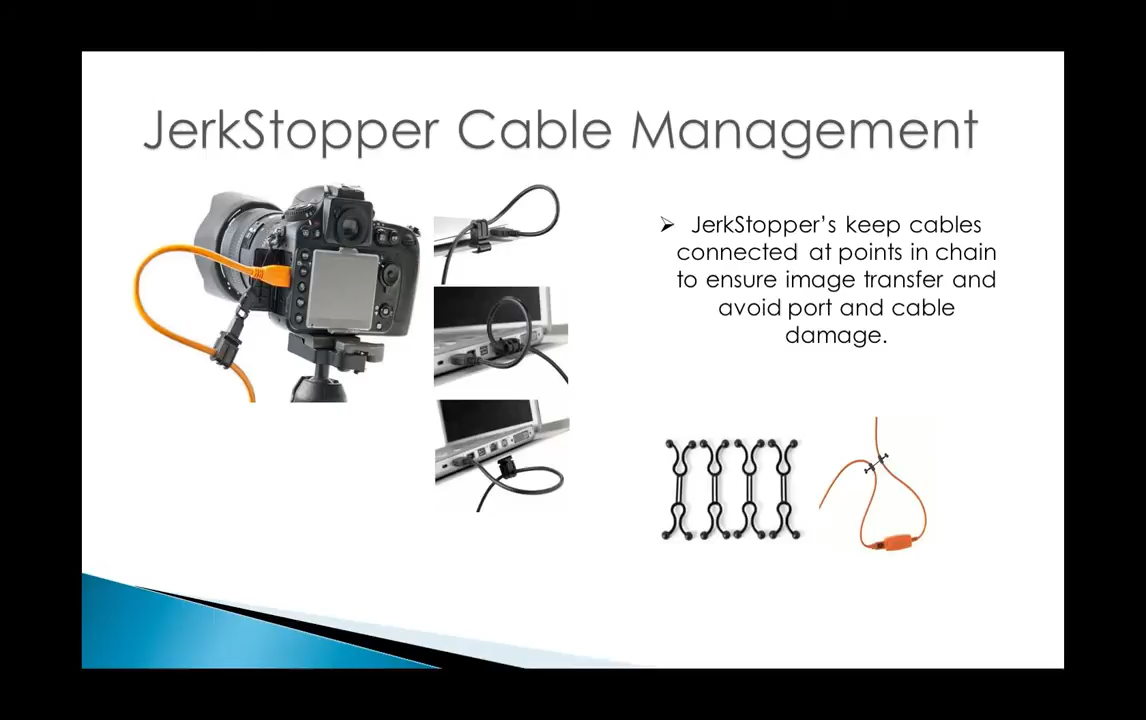 JerkStopper Cable Management
➢ JerkStopper's keep cables
connected at points in chain
to ensure image transfer and
avoid port and cable
damage.